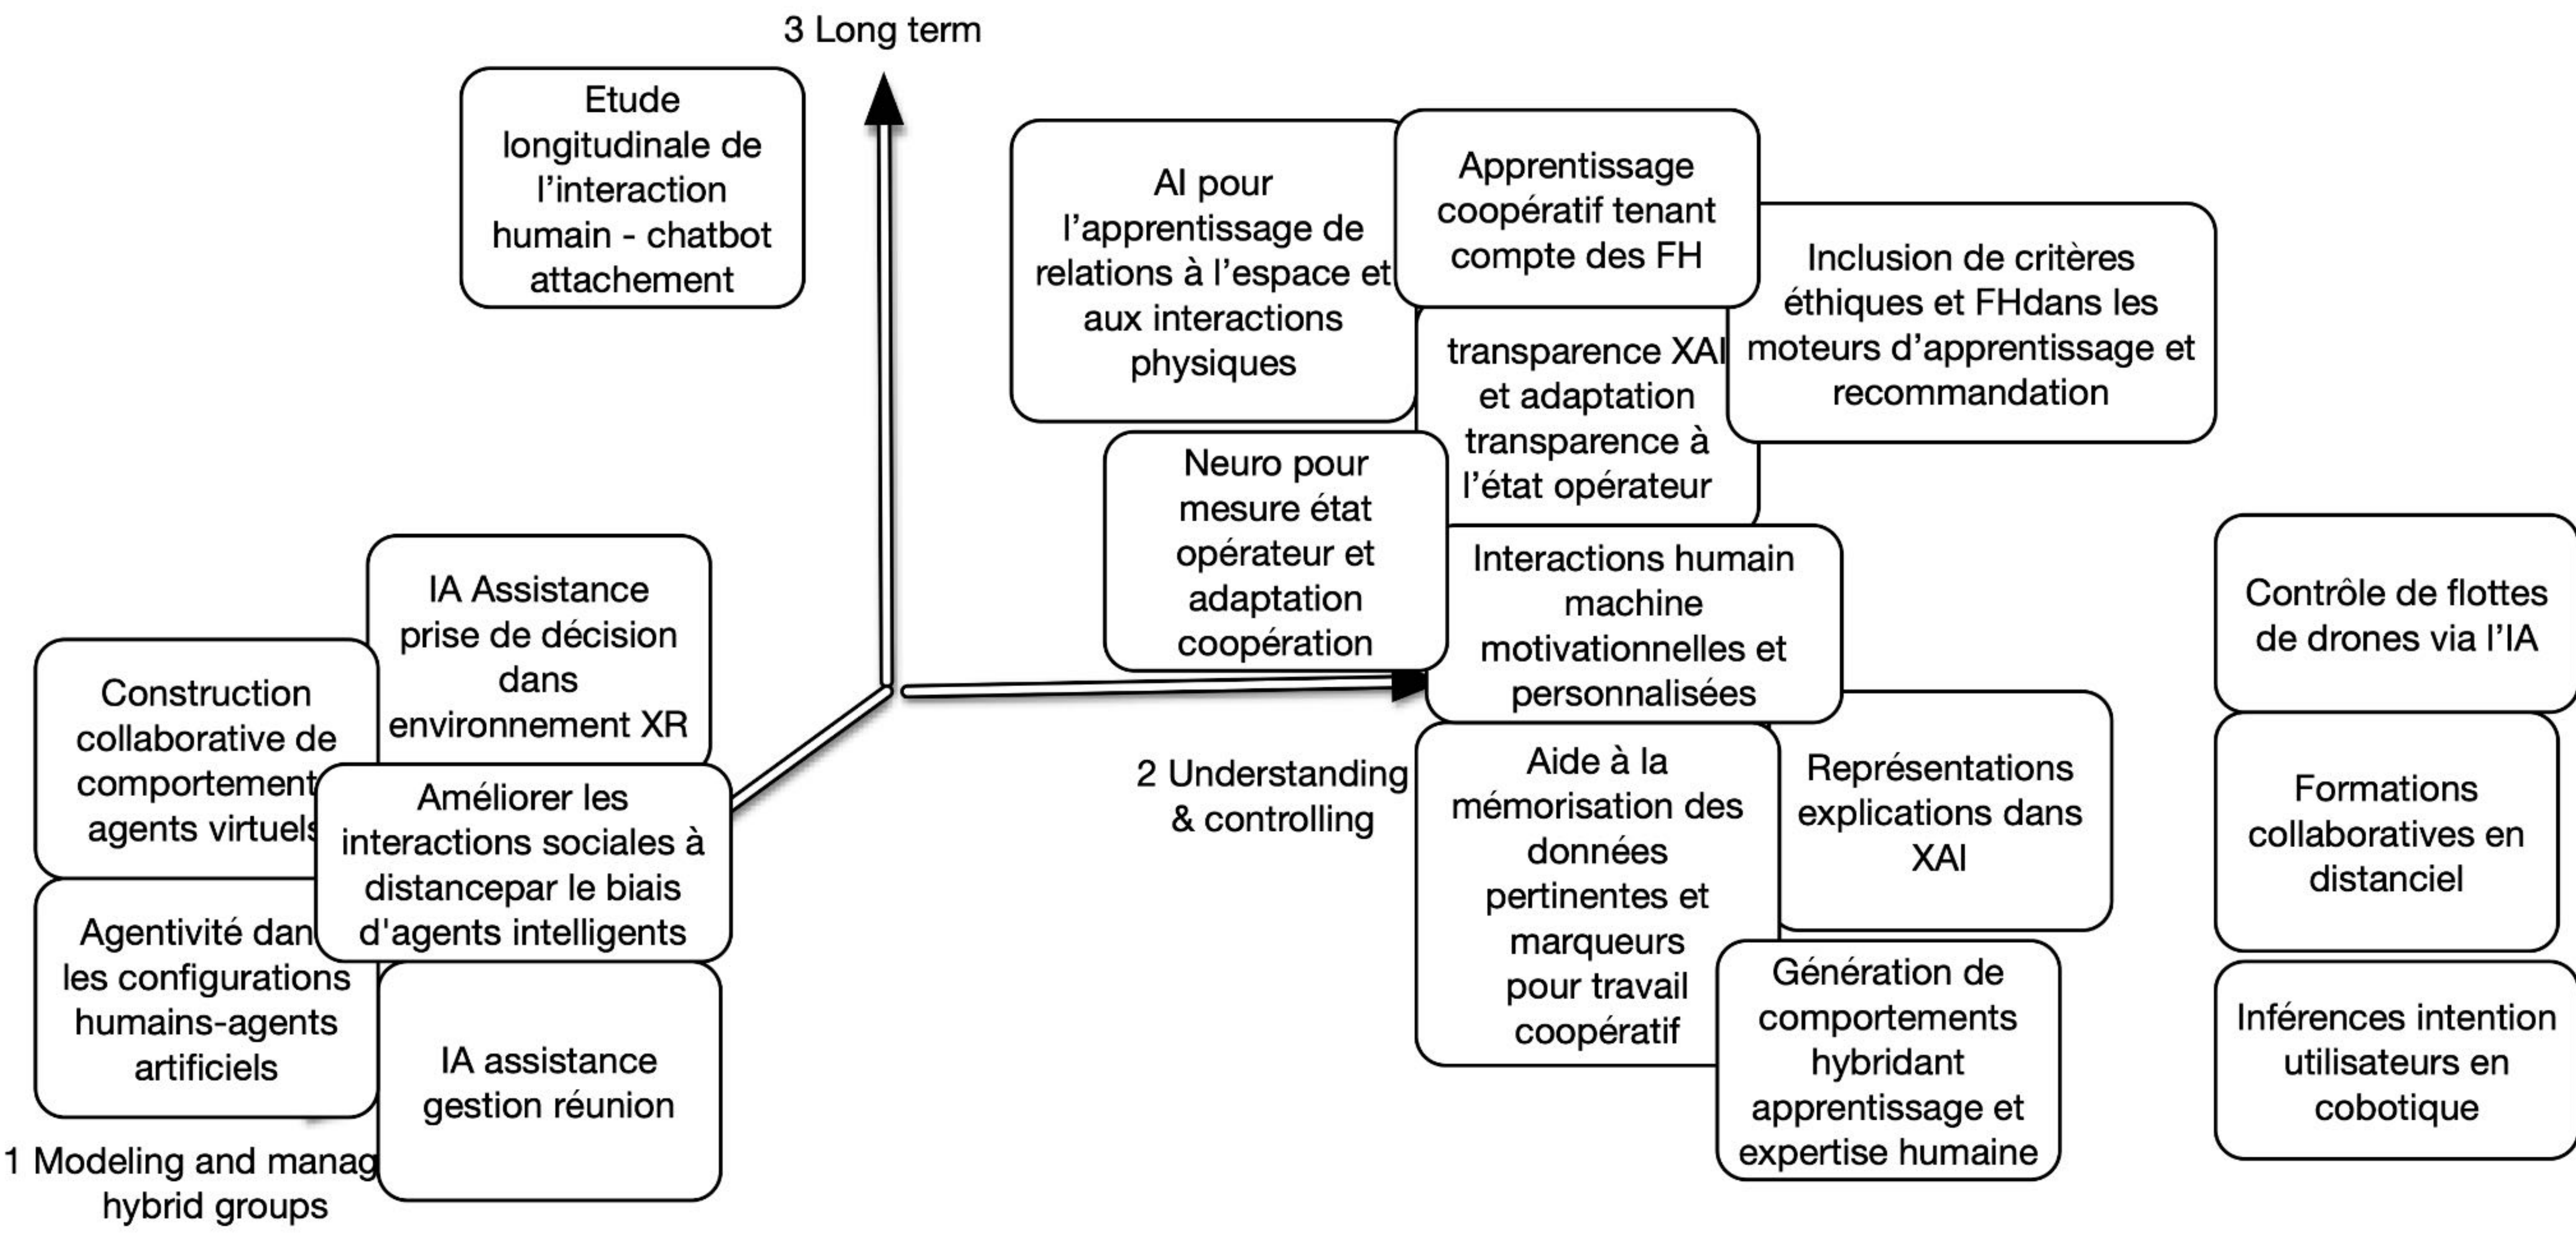 3 Long term
Etude
longitudinale de
l'interaction
humain - chatbot
attachement
AI pour
l'apprentissage de
relations à l'espace et
aux interactions
physiques
Apprentissage
coopératif tenant
compte des FH
Inclusion de critères
éthiques et FHdans les
moteurs d'apprentissage et
recommandation
transparence XAI
et adaptation
transparence à
l'état opérateur
Neuro pour
mesure état
opérateur et
adaptation
coopération
Interactions humain
machine
motivationnelles et
personnalisées
IA Assistance
prise de décision
dans
environnement XR
Construction
collaborative de
comportement
agents virtuels
Améliorer les
interactions sociales à
distancepar le biais
d'agents intelligents
Agentivité dan
les configurations
humains-agents
artificiels
IA assistance
gestion réunion
1 Modeling and manag
hybrid groups
2 Understanding
& controlling
Aide à la
mémorisation des
données
pertinentes et
marqueurs
pour travail
coopératif
Représentations
explications dans
XAI
Génération de
comportements
hybridant
apprentissage et
expertise humaine
Contrôle de flottes
de drones via l'IA
Formations
collaboratives en
distanciel
Inférences intention
utilisateurs en
cobotique